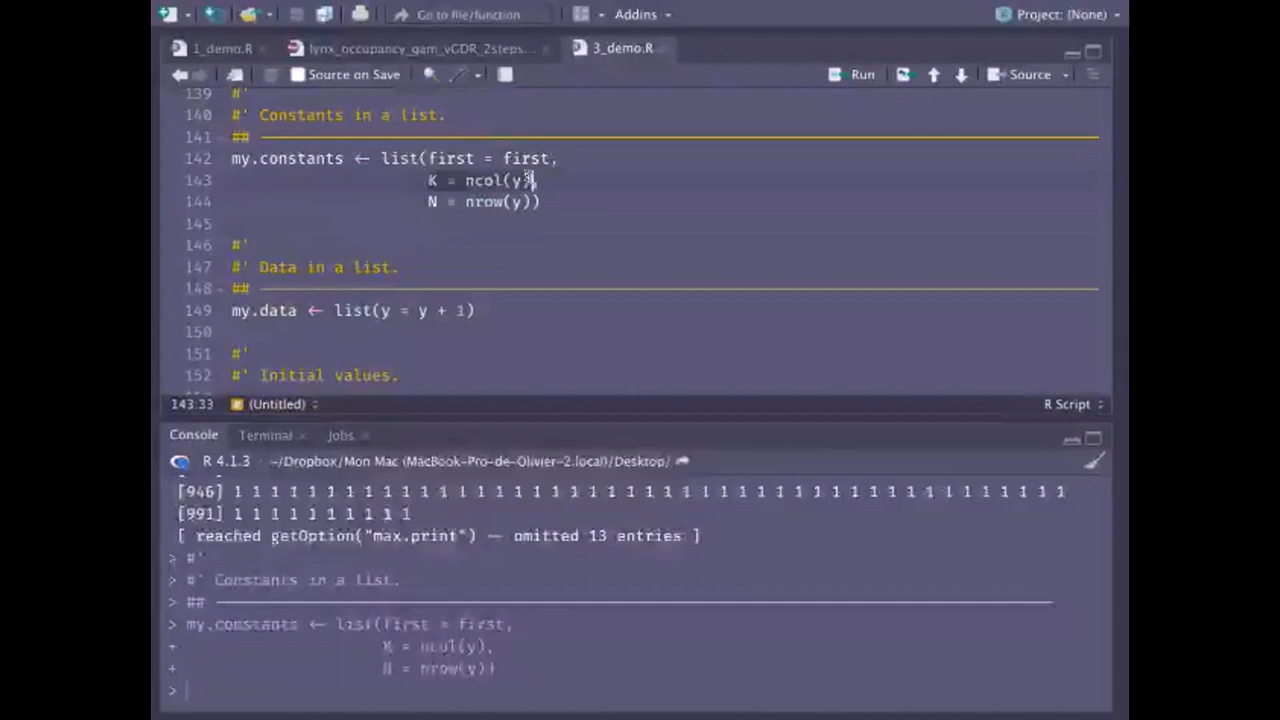 Go to file/function
Addins
Project: (None)
1_demo.R
lynx_occupancy_gam_vGDR_2steps...
3_demo.R
Source on Save
Run
Source
139 #'
140 #' Constants in a list.
141 ##
142 my.constants ← list(first = first,
143 K = ncol(y),
144 N = nrow(y))
145
146 #'
147 #' Data in a list.
148 ##
149 my.data ← list(y = y + 1)
150
151 #'
152 #' Initial values.
143:33 (Untitled) R Script
Console Terminal Jobs
R 4.1.3 · ~/Dropbox/Mon Mac (MacBook-Pro-de-Olivier-2.local)/Desktop/
[946] 1 1 1 1 1 1 1 1 1 1 1 1 1 1 1 1 1 1 1 1 1 1 1 1 1 1 1 1 1 1 1 1 1 1 1 1 1 1 1 1 1 1 1 1 1
[991] 1 1 1 1 1 1 1 1 1 1
[ reached getOption("max.print") — omitted 13 entries ]
> #'
> #' Constants in a list.
> ##
> my.constants ← list(first = first,
+ K = ncol(y),
+ N = nrow(y))
>